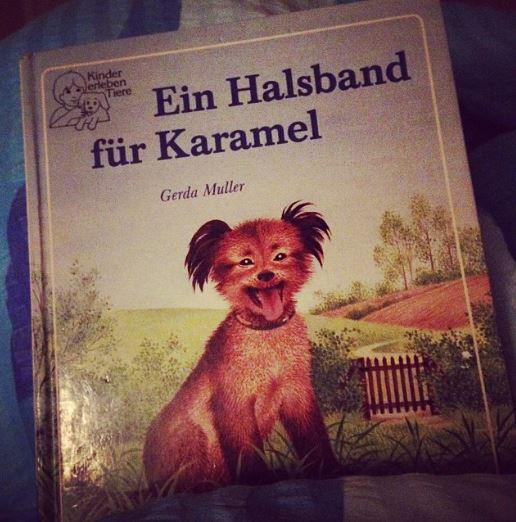 Kinder
erleben
Tiere
Ein Halsband
für Karamel
Gerda Muller